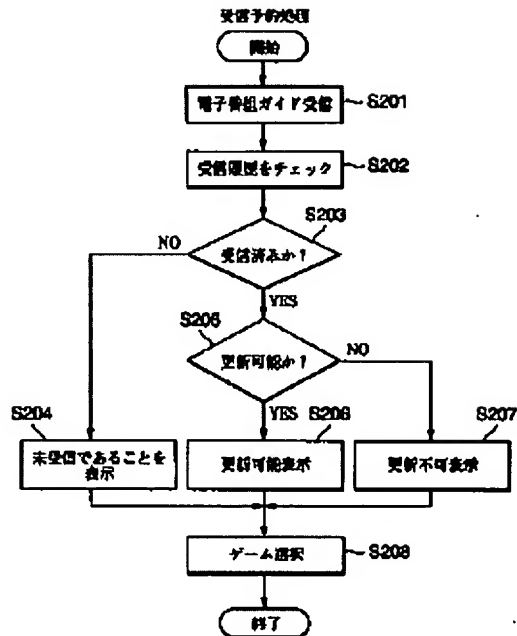 受信予約処理
開始
電子番組ガイド受信
S201
受信履歴をチェック
S202
S203
受信済みか？
NO
YES
S205
更新可能か？
NO
YES
S204
未受信であることを
表示
S206
更新可能表示
S207
更新不可表示
ゲーム選択
S208
終了